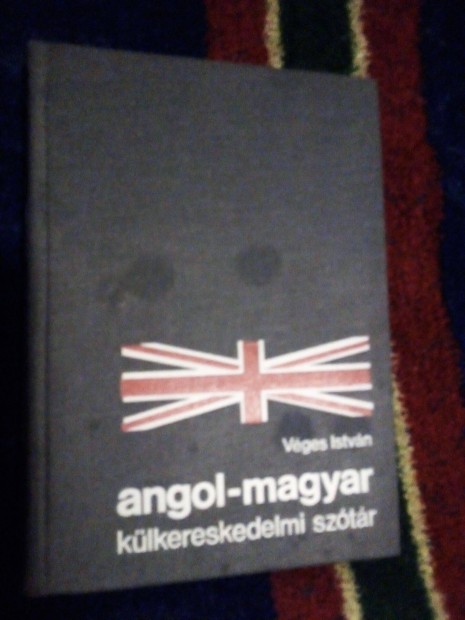 Véges István
angol-magyar
külkereskedelmi szótár